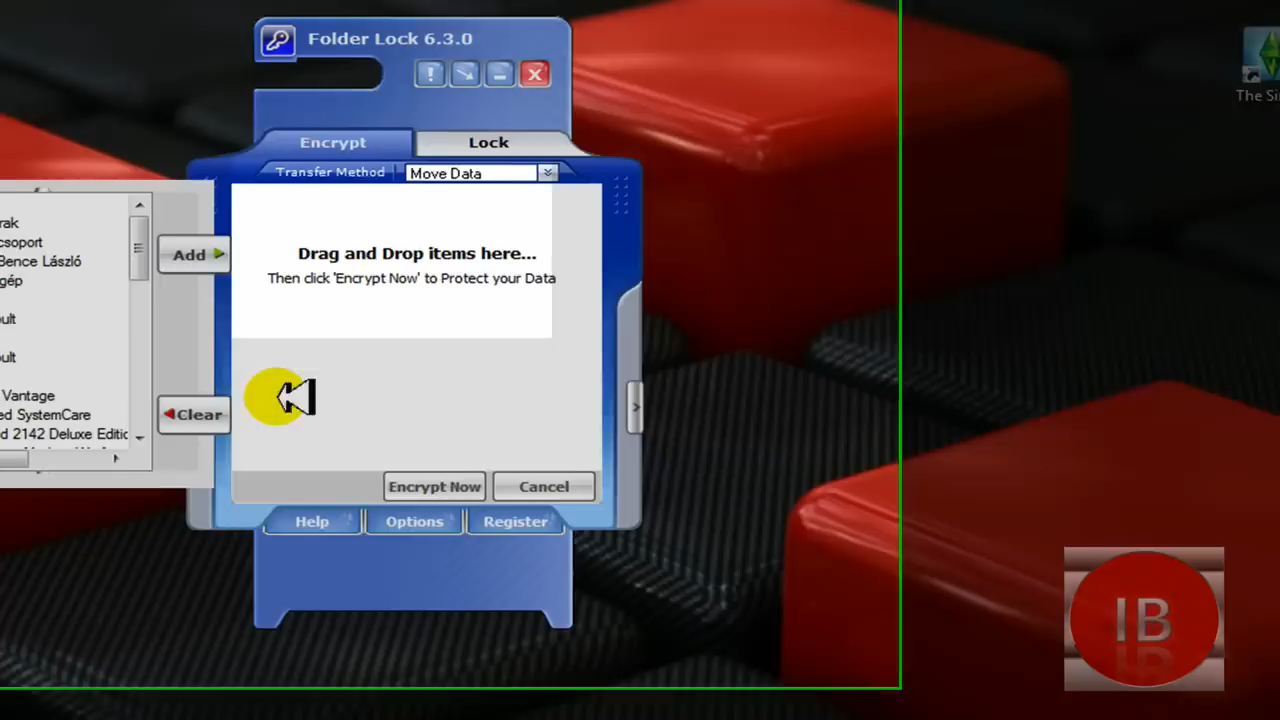 Folder Lock 6.3.0
Encrypt
Lock
Transfer Method
Move Data
Drag and Drop items here...
Then click 'Encrypt Now' to Protect your Data
rak
csoport
Bence László
gép
ult
ult
Vantage
ed SystemCare
d 2142 Deluxe Editic
Add
Clear
Encrypt Now
Cancel
Help
Options
Register
The Si
IB